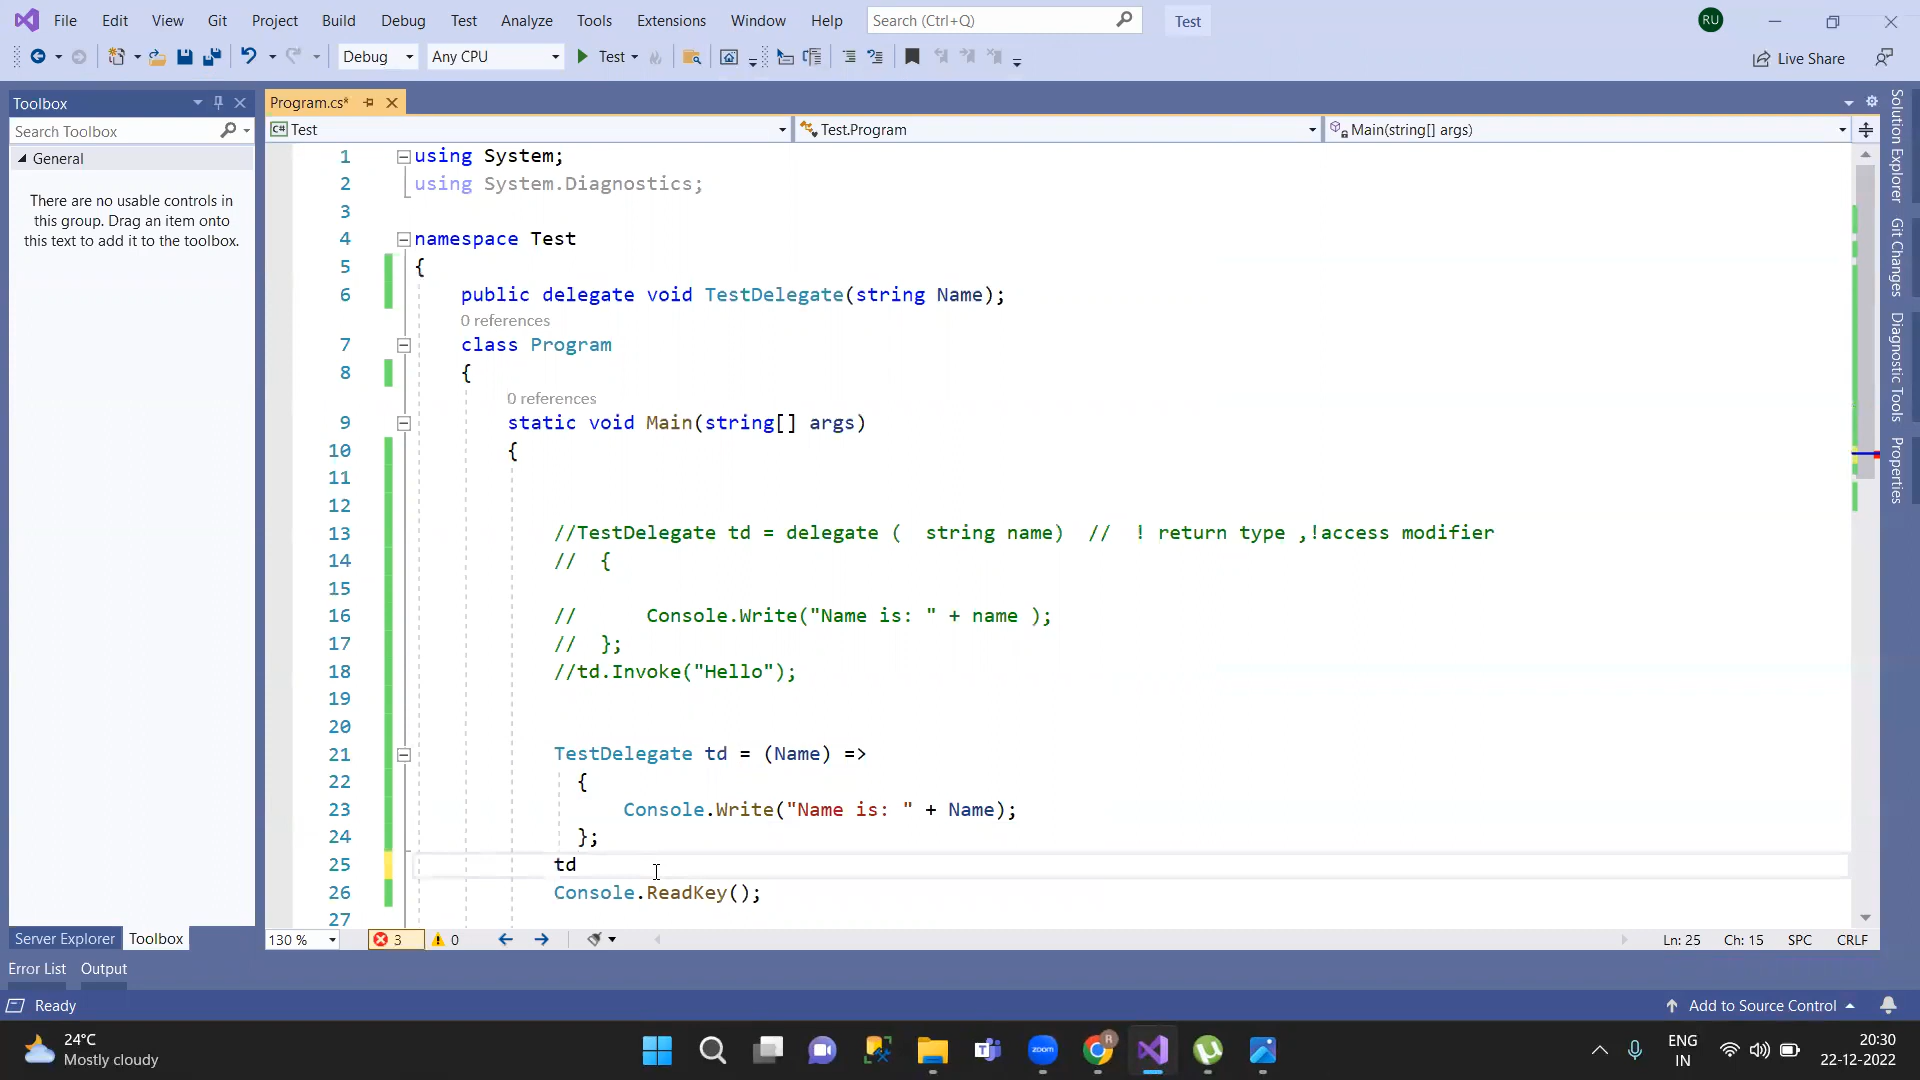 File Edit View Git Project Build Debug Test Analyze Tools Extensions Window Help Search (Ctrl+Q) Test RU
Debug Any CPU Test Live Share
Toolbox
Search Toolbox
General
There are no usable controls in
this group. Drag an item onto
this text to add it to the toolbox.
Server Explorer Toolbox
Program.cs*
C# Test Test.Program Main(string[] args)
1 using System;
2 using System.Diagnostics;
3
4 namespace Test
5 {
6 public delegate void TestDelegate(string Name);
0 references
7 class Program
8 {
0 references
9 static void Main(string[] args)
10 {
11
12
13 //TestDelegate td = delegate (  string name)  //  ! return type ,!access modifier
14 //  {
15
16 //      Console.Write("Name is: " + name );
17 //  };
18 //td.Invoke("Hello");
19
20
21 TestDelegate td = (Name) =>
22 {
23 Console.Write("Name is: " + Name);
24 };
25 td
26 Console.ReadKey();
27
130 % 3 0 Ln: 25 Ch: 15 SPC CRLF
Solution Explorer
Git Changes
Diagnostic Tools
Properties
Error List Output
Ready Add to Source Control
24°C
Mostly cloudy
zoom
R
ENG
IN
20:30
22-12-2022